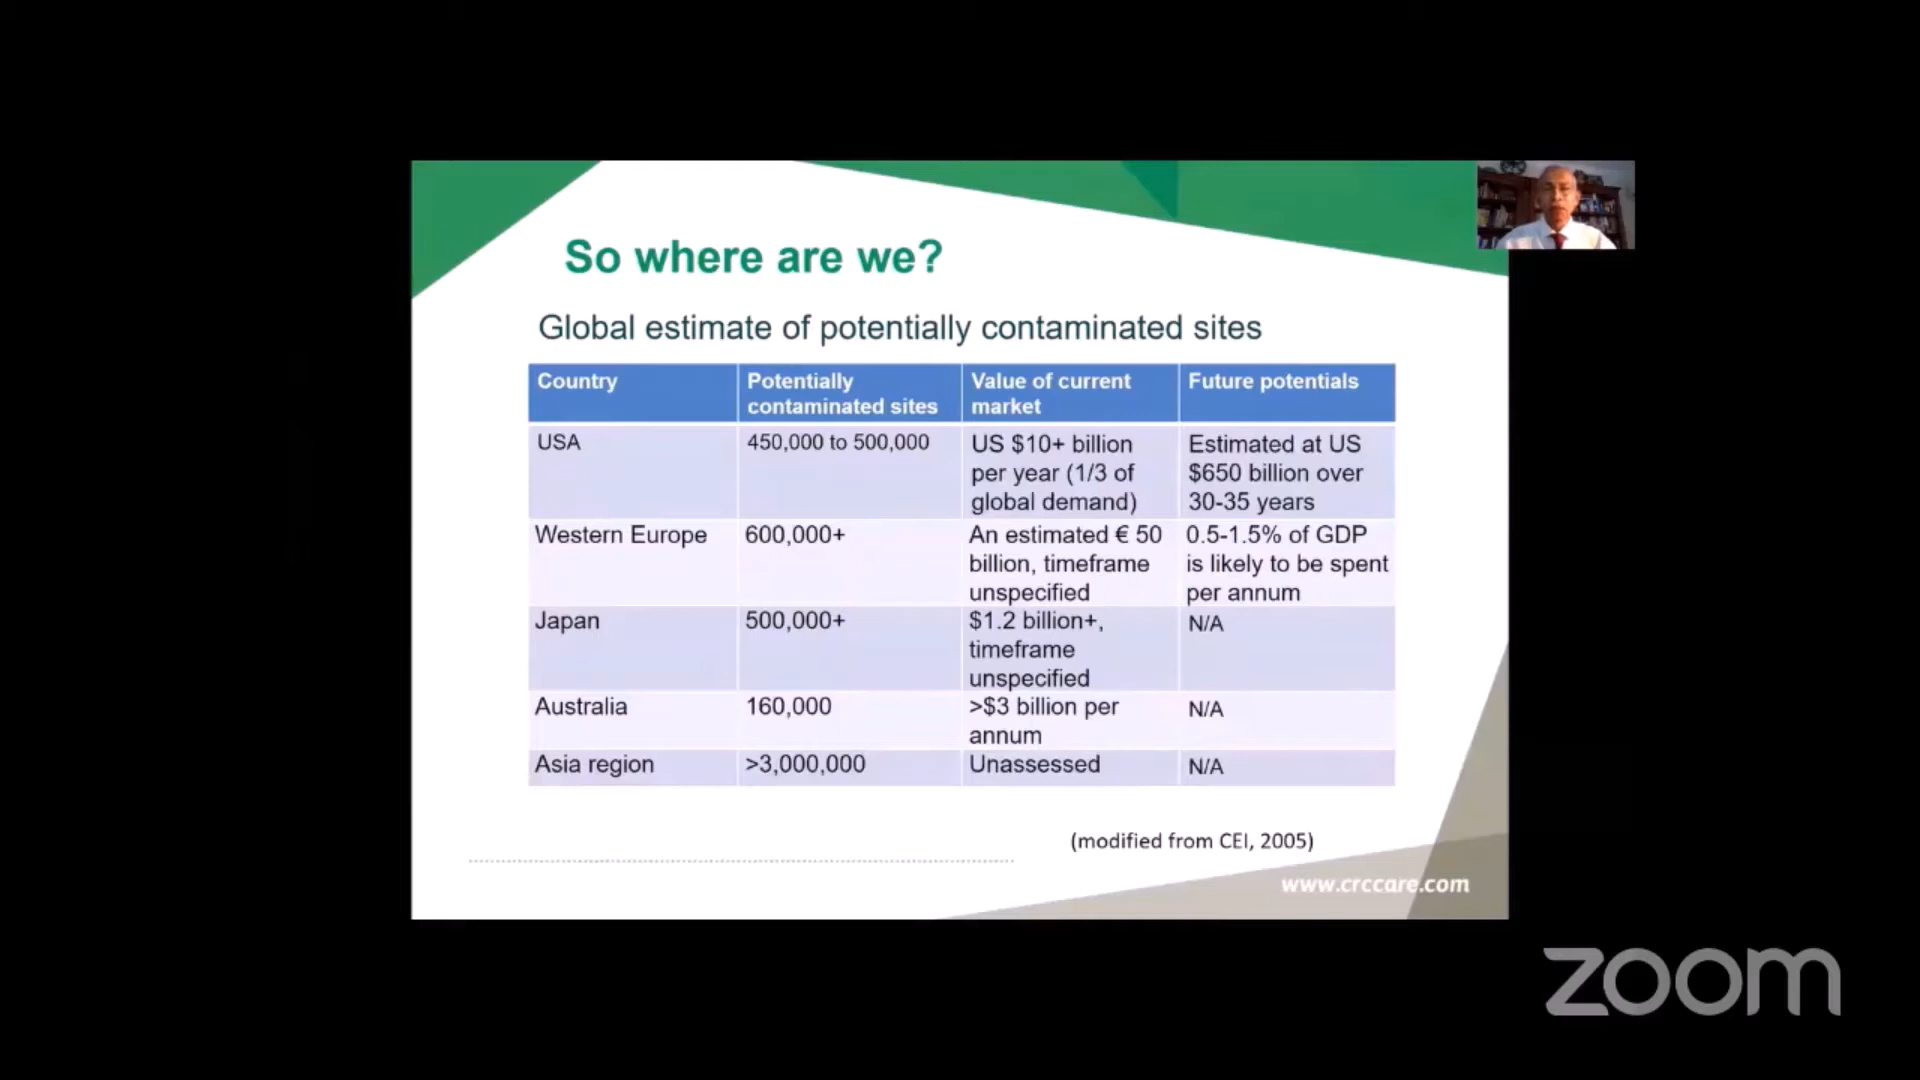 So where are we?
Global estimate of potentially contaminated sites
Country
Potentially
contaminated sites
Value of current
market
Future potentials
USA
450,000 to 500,000
US $10+ billion
per year (1/3 of
global demand)
Estimated at US
$650 billion over
30-35 years
Western Europe
600,000+
An estimated € 50
billion, timeframe
unspecified
0.5-1.5% of GDP
is likely to be spent
per annum
Japan
500,000+
$1.2 billion+,
timeframe
unspecified
N/A
Australia
160,000
>$3 billion per
annum
N/A
Asia region
>3,000,000
Unassessed
N/A
(modified from CEI, 2005)
www.crccare.com
zoom